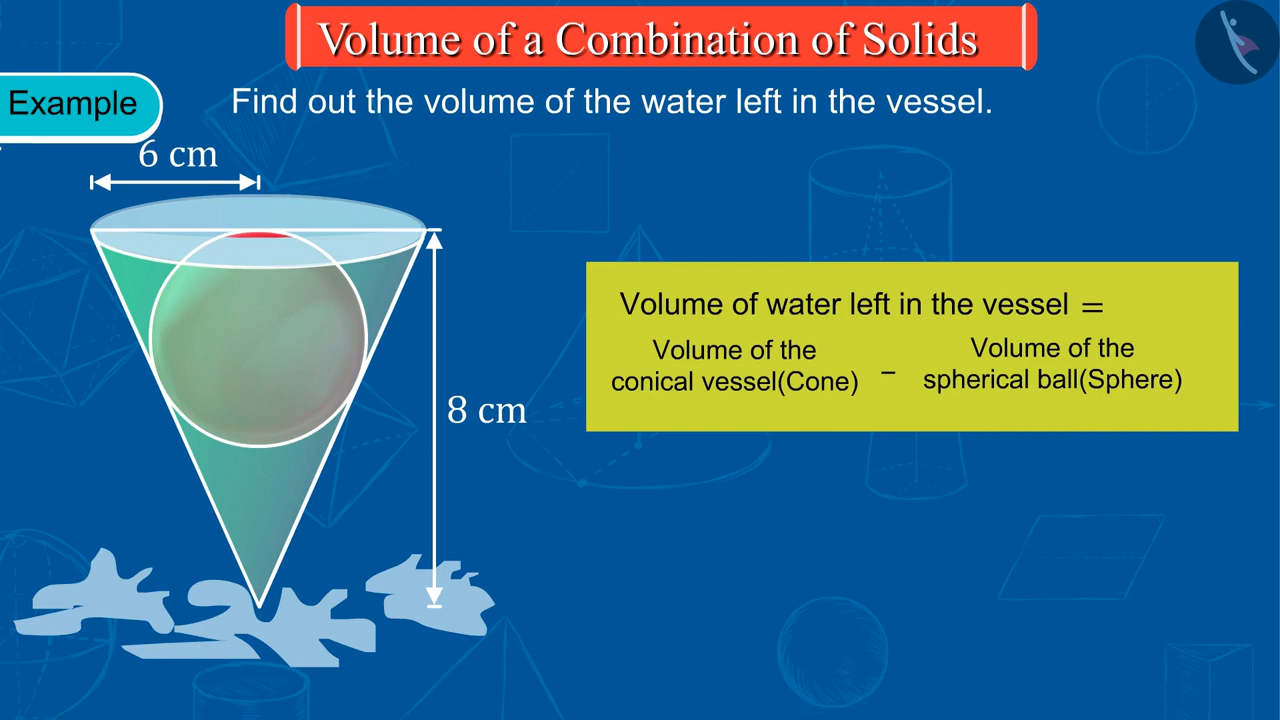 Volume of a Combination of Solids
Example
Find out the volume of the water left in the vessel.
6 cm
8 cm
Volume of water left in the vessel =
Volume of the
conical vessel(Cone)
–
Volume of the
spherical ball(Sphere)